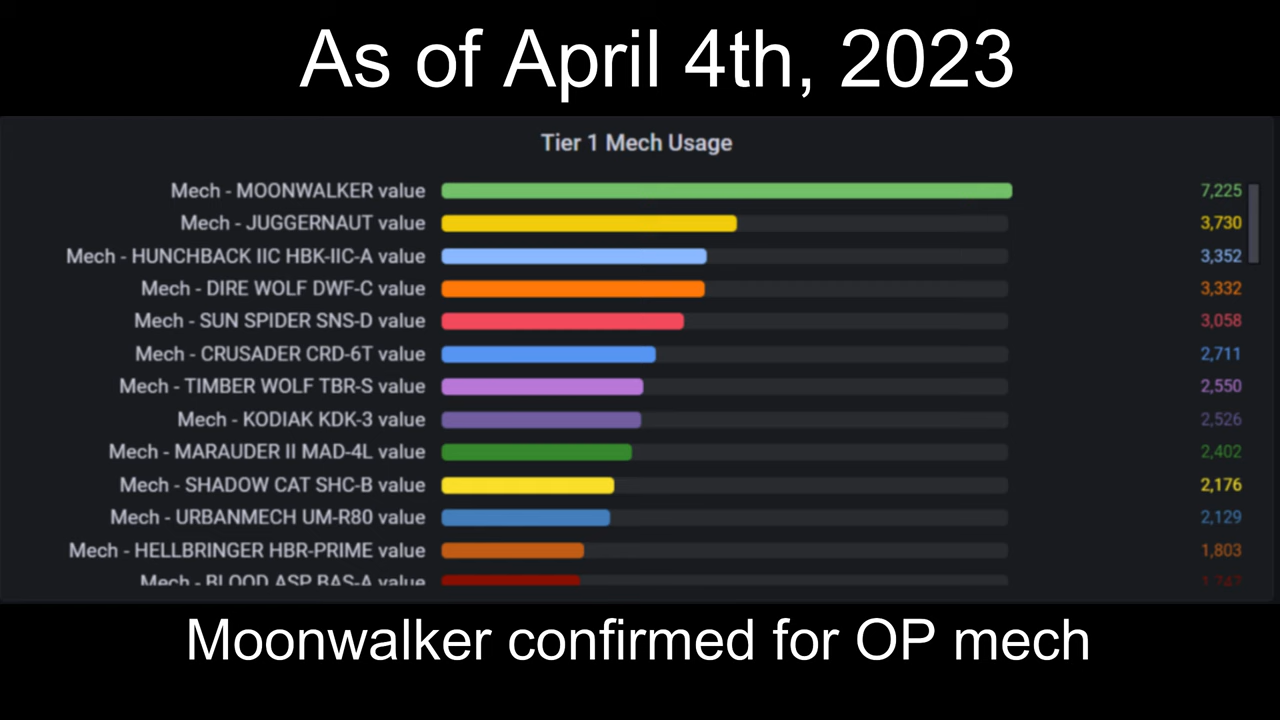 As of April 4th, 2023
Tier 1 Mech Usage
Mech - MOONWALKER value 7,225
Mech - JUGGERNAUT value 3,730
Mech - HUNCHBACK IIC HBK-IIC-A value 3,352
Mech - DIRE WOLF DWF-C value 3,332
Mech - SUN SPIDER SNS-D value 3,058
Mech - CRUSADER CRD-6T value 2,711
Mech - TIMBER WOLF TBR-S value 2,550
Mech - KODIAK KDK-3 value 2,526
Mech - MARAUDER II MAD-4L value 2,402
Mech - SHADOW CAT SHC-B value 2,176
Mech - URBANMECH UM-R80 value 2,129
Mech - HELLBRINGER HBR-PRIME value 1,803
Mech - BLOOD ASP BAS-A value
Moonwalker confirmed for OP mech